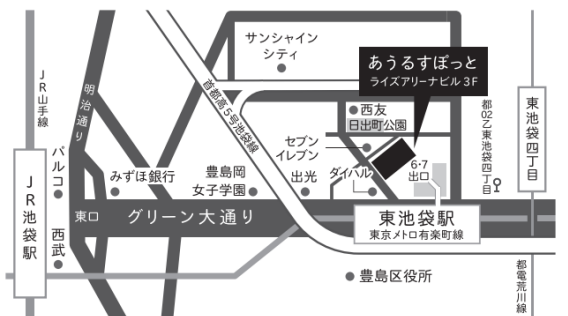 サンシャイン
シティ
あうるすぽっと
ライズアリーナビル3F
JR山手線
明治通り
首都高5号池袋線
西友
日出町公園
都02乙東池袋四丁目
東池袋四丁目
セブン
イレブン
パルコ
みずほ銀行
豊島岡
女子学園
出光
ダイハル
6・7
出口
JR池袋駅
東口
グリーン大通り
東池袋駅
東京メトロ有楽町線
西武
豊島区役所
都電荒川線